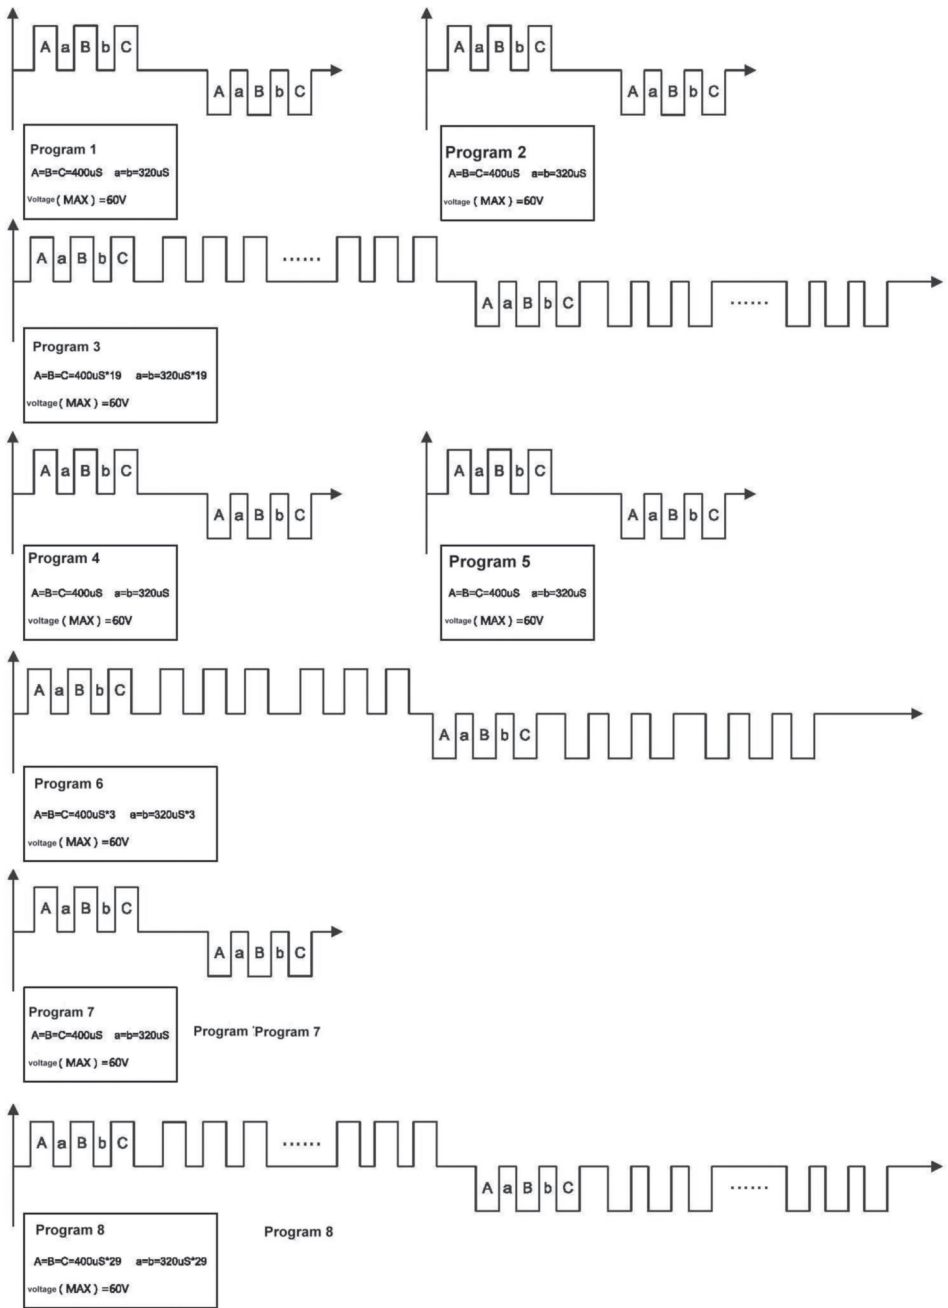 A a B b C
A a B b C
Program 1
A=B=C=400uS a=b=320uS
Voltage ( MAX ) =60V
A a B b C
A a B b C
Program 2
A=B=C=400uS a=b=320uS
voltage ( MAX ) =60V
A a B b C ......
A a B b C ......
Program 3
A=B=C=400uS*19 a=b=320uS*19
voltage ( MAX ) =60V
A a B b C
A a B b C
Program 4
A=B=C=400uS a=b=320uS
voltage ( MAX ) =60V
A a B b C
A a B b C
Program 5
A=B=C=400uS a=b=320uS
voltage ( MAX ) =60V
A a B b C
A a B b C
Program 6
A=B=C=400uS*3 a=b=320uS*3
voltage ( MAX ) =60V
A a B b C
A a B b C
Program 7
A=B=C=400uS a=b=320uS
voltage ( MAX ) =60V
Program Program 7
A a B b C ......
A a B b C ......
Program 8
A=B=C=400uS*29 a=b=320uS*29
voltage ( MAX ) =60V
Program 8